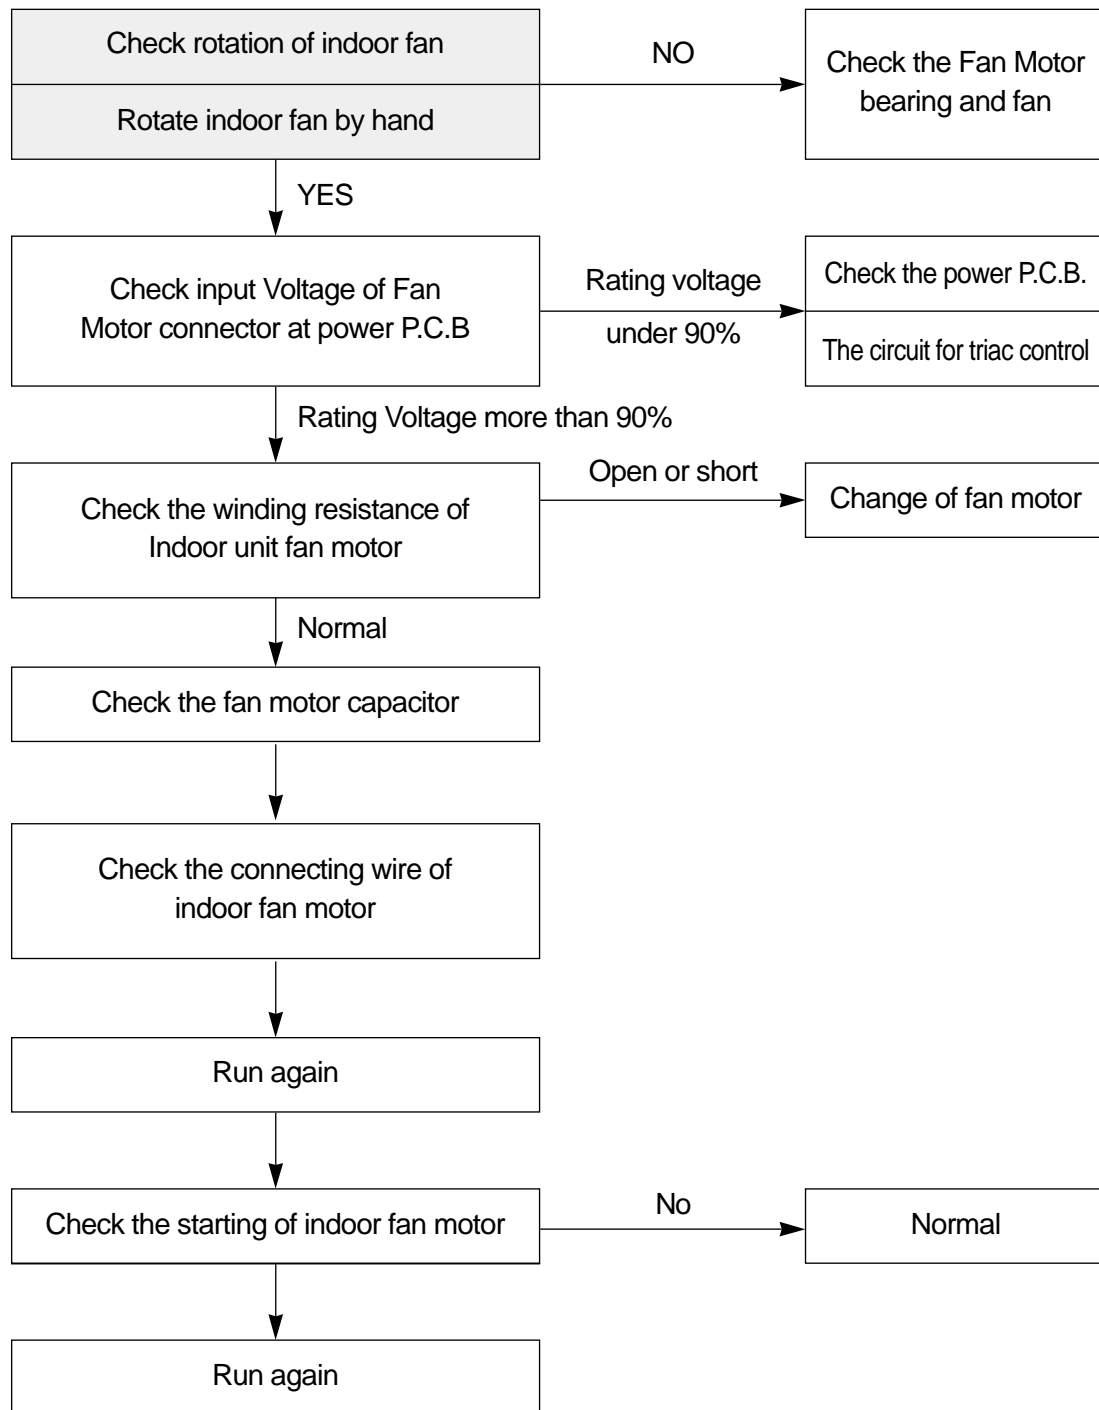 Check rotation of indoor fan
NO
Check the Fan Motor
bearing and fan
Rotate indoor fan by hand
YES
Check input Voltage of Fan
Motor connector at power P.C.B
Rating voltage
under 90%
Check the power P.C.B.
The circuit for triac control
Rating Voltage more than 90%
Check the winding resistance of
Indoor unit fan motor
Open or short
Change of fan motor
Normal
Check the fan motor capacitor
Check the connecting wire of
indoor fan motor
Run again
Check the starting of indoor fan motor
No
Normal
Run again